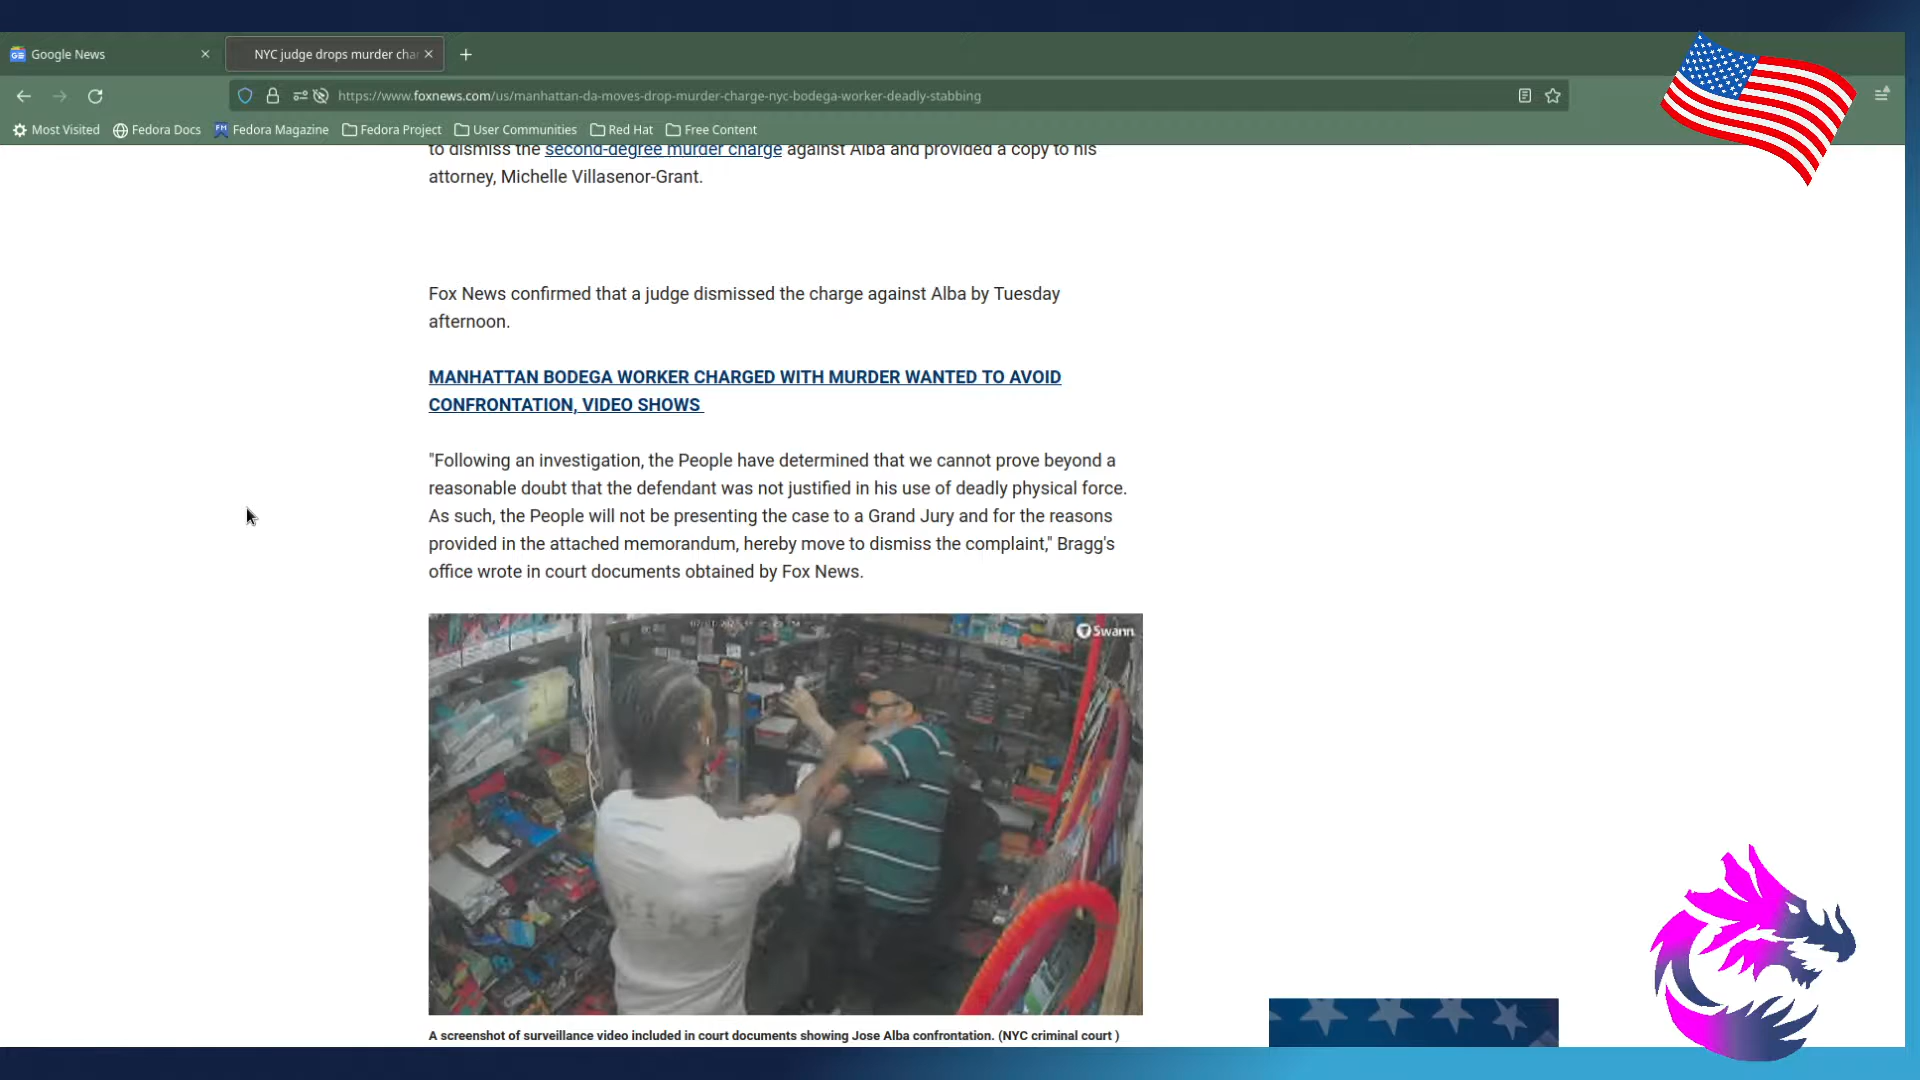 Google News
NYC judge drops murder cha
https://www.foxnews.com/us/manhattan-da-moves-drop-murder-charge-nyc-bodega-worker-deadly-stabbing
Most Visited Fedora Docs Fedora Magazine Fedora Project User Communities Red Hat Free Content
to dismiss the second-degree murder charge against Alba and provided a copy to his
attorney, Michelle Villasenor-Grant.
Fox News confirmed that a judge dismissed the charge against Alba by Tuesday
afternoon.
MANHATTAN BODEGA WORKER CHARGED WITH MURDER WANTED TO AVOID
CONFRONTATION, VIDEO SHOWS
"Following an investigation, the People have determined that we cannot prove beyond a
reasonable doubt that the defendant was not justified in his use of deadly physical force.
As such, the People will not be presenting the case to a Grand Jury and for the reasons
provided in the attached memorandum, hereby move to dismiss the complaint," Bragg's
office wrote in court documents obtained by Fox News.
Swann
A screenshot of surveillance video included in court documents showing Jose Alba confrontation. (NYC criminal court )